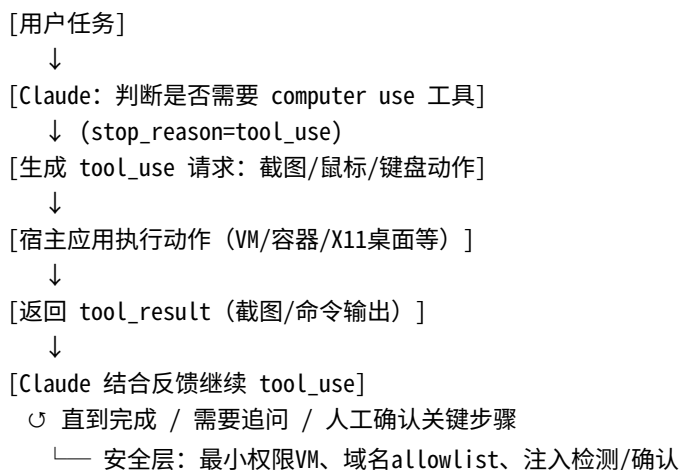 [用户任务]
↓
[Claude: 判断是否需要 computer use 工具]
↓ (stop_reason=tool_use)
[生成 tool_use 请求: 截图/鼠标/键盘动作]
↓
[宿主应用执行动作（VM/容器/X11桌面等）]
↓
[返回 tool_result（截图/命令输出）]
↓
[Claude 结合反馈继续 tool_use]
↺ 直到完成 / 需要追问 / 人工确认关键步骤
└── 安全层: 最小权限VM、域名allowlist、注入检测/确认